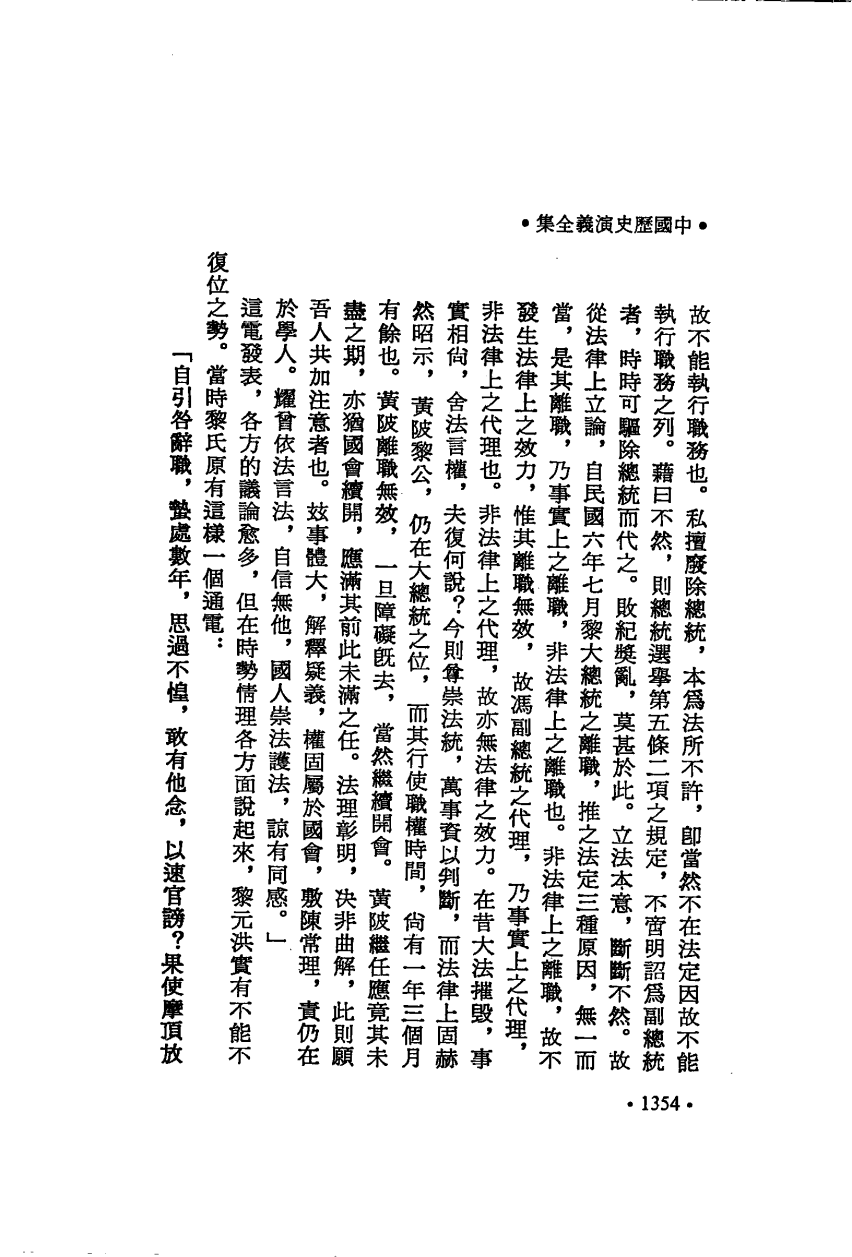 •中國歷史演義全集•
故不能執行職務也。私擅廢除總統，本爲法所不許，卽當然不在法定因故不能
執行職務之列。藉曰不然，則總統選舉第五條二項之規定，不啻明詔爲副總統
者，時時可驅除總統而代之。敗紀奬亂，莫甚於此。立法本意，斷斷不然。故
從法律上立論，自民國六年七月黎大總統之離職，推之法定三種原因，無一而
當，是其離職，乃事實上之離職，非法律上之離職也。非法律上之離職，故不
發生法律上之效力，惟其離職無效，故馮副總統之代理，乃事實上之代理，
非法律上之代理也。非法律上之代理，故亦無法律之效力。在昔大法摧毀，事
實相尙，舍法言權，夫復何說？今則尊崇法統，萬事資以判斷，而法律上固赫
然昭示，黃陂黎公，仍在大總統之位，而其行使職權時間，尙有一年三個月
有餘也。黃陂離職無效，一旦障礙旣去，當然繼續開會。黃陂繼任應竟其未
盡之期，亦猶國會續開，應滿其前此未滿之任。法理彰明，決非曲解，此則願
吾人共加注意者也。玆事體大，解釋疑義，權固屬於國會，敷陳常理，責仍在
於學人。耀曾依法言法，自信無他，國人崇法護法，諒有同感。」
這電發表，各方的議論愈多，但在時勢情理各方面說起來，黎元洪實有不能不
復位之勢。當時黎氏原有這樣一個通電：
「自引咎辭職，蟄處數年，思過不惶，敢有他念，以速官謗？果使摩頂放
•1354•